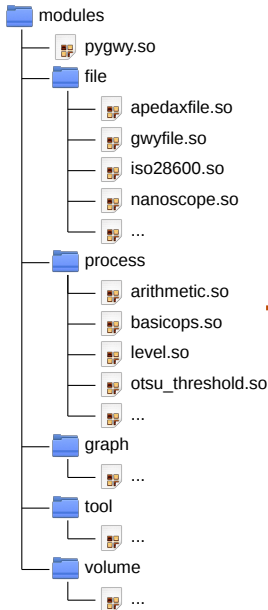 modules
pygwy.so
file
apedaxfile.so
gwyfile.so
iso28600.so
nanoscope.so
...
process
arithmetic.so
basicops.so
level.so
otsu_threshold.so
...
graph
...
tool
...
volume
...